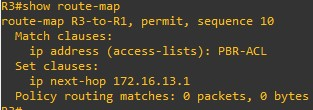 R3#show route-map
route-map R3-to-R1, permit, sequence 10
Match clauses:
ip address (access-lists): PBR-ACL
Set clauses:
ip next-hop 172.16.13.1
Policy routing matches: 0 packets, 0 bytes